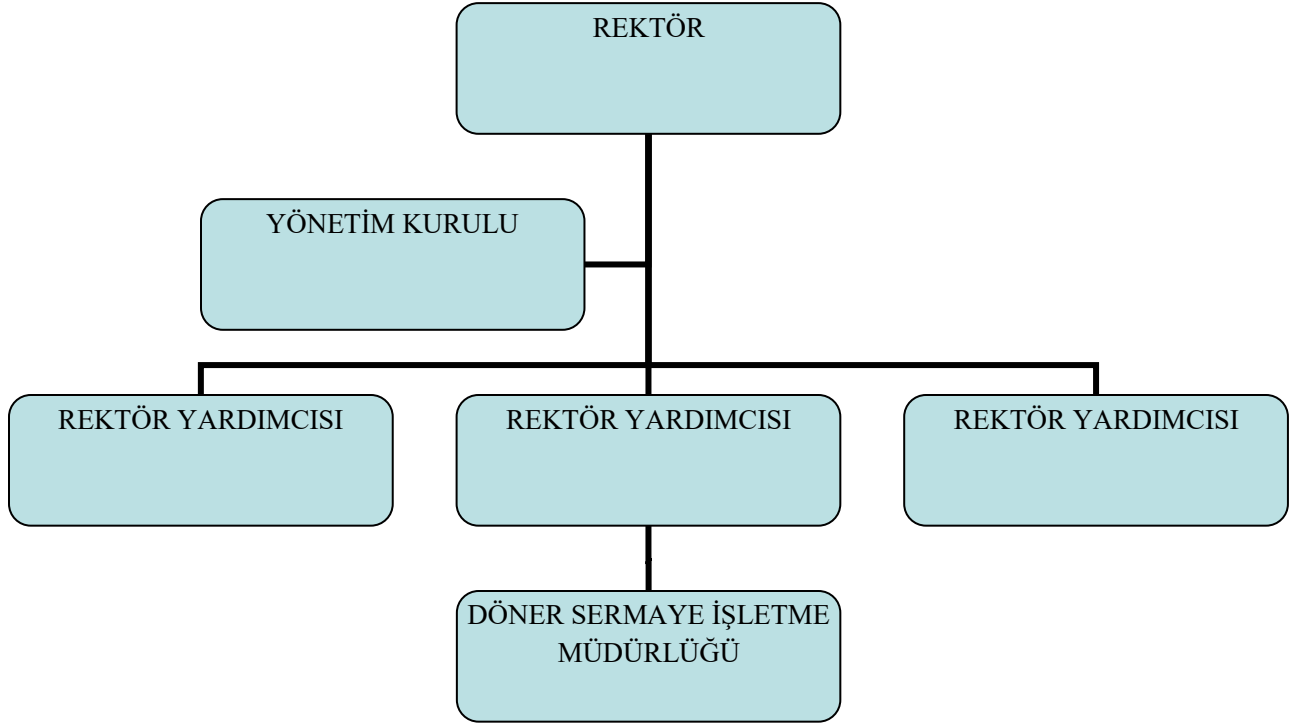 REKTÖR
YÖNETİM KURULU
REKTÖR YARDIMCISI
REKTÖR YARDIMCISI
REKTÖR YARDIMCISI
DÖNER SERMAYE İŞLETME
MÜDÜRLÜĞÜ